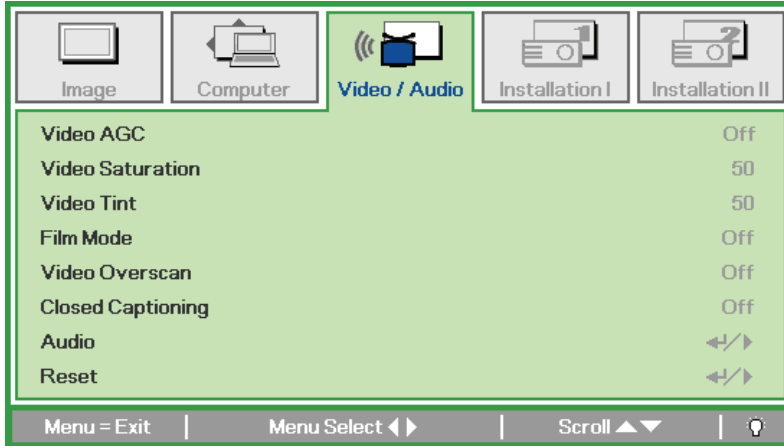 Image Computer Video / Audio Installation I Installation II
Video AGC Off
Video Saturation 50
Video Tint 50
Film Mode Off
Video Overscan Off
Closed Captioning Off
Audio
Reset
Menu = Exit Menu Select Scroll